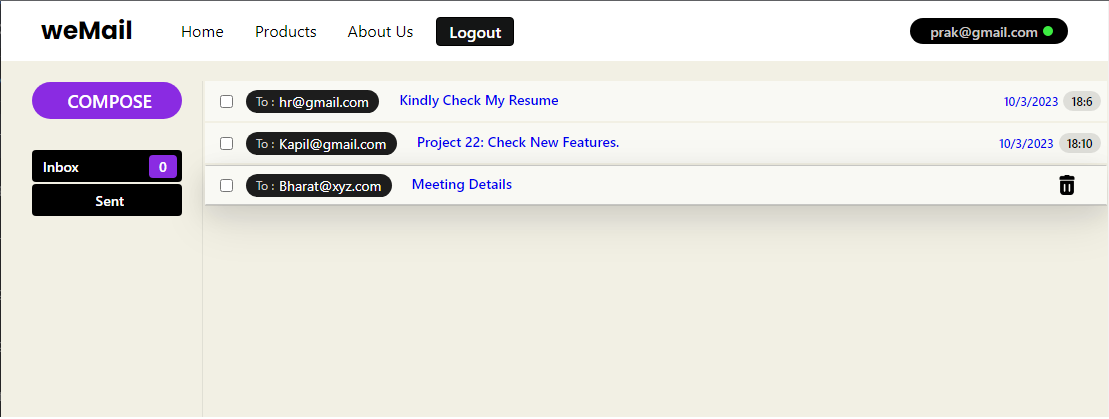 weMail Home Products About Us Logout prak@gmail.com
COMPOSE
Inbox 0
Sent
To : hr@gmail.com Kindly Check My Resume 10/3/2023 18:6
To : Kapil@gmail.com Project 22: Check New Features. 10/3/2023 18:10
To : Bharat@xyz.com Meeting Details